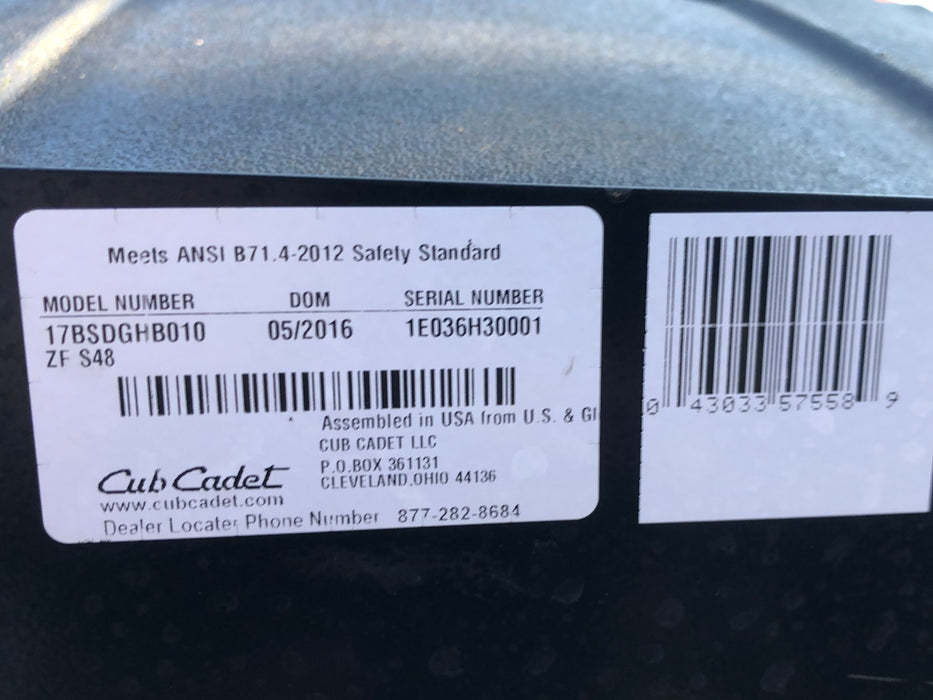 Meets ANSI B71.4-2012 Safety Standard
MODEL NUMBER DOM SERIAL NUMBER
17BSDGHB010 05/2016 1E036H30001
ZF S48
Assembled in USA from U.S. & Gl
CUB CADET LLC
P.O.BOX 361131
CLEVELAND,OHIO 44136
Cub Cadet
www.cubcadet.com
Dealer Locater Phone Number 877-282-8684
0 43033 57558 9